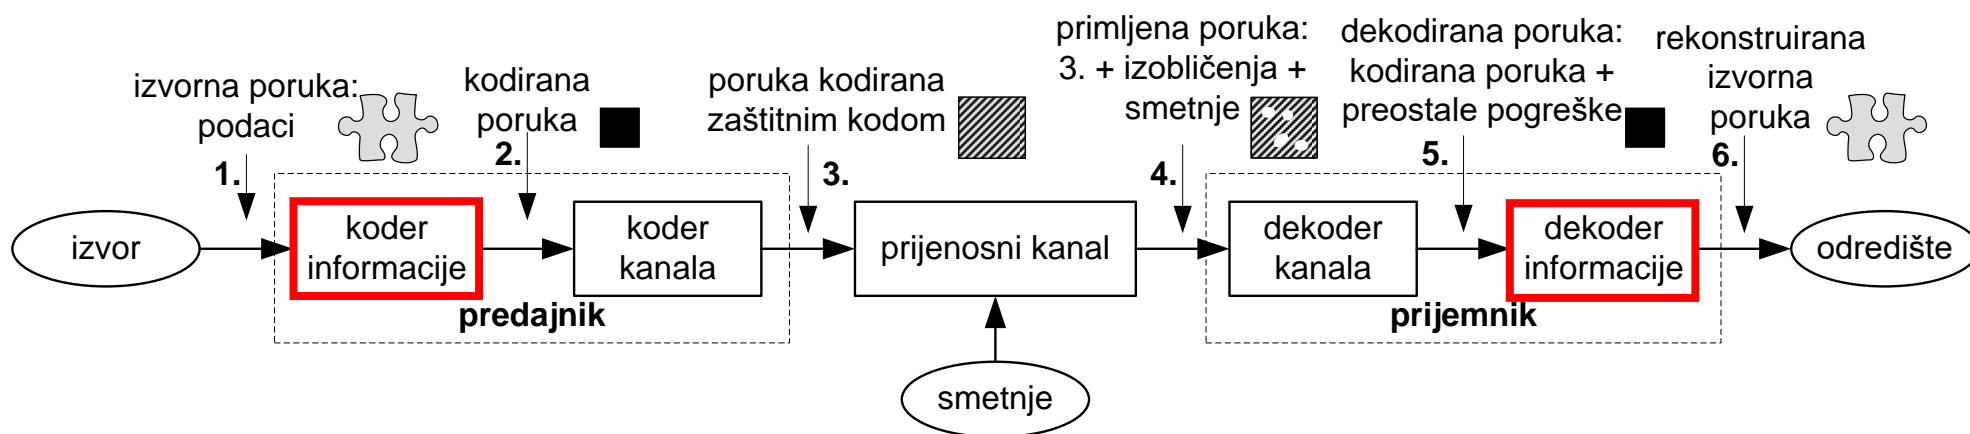 izvorna poruka:
podaci
1.
kodirana
poruka
2.
poruka kodirana
zaštitnim kodom
3.
primljena poruka:
3. + izobličenja +
smetnje
4.
dekodirana poruka:
kodirana poruka +
preostale pogreške
5.
rekonstruirana
izvorna
poruka
6.
izvor
koder
informacije
koder
kanala
predajnik
prijenosni kanal
dekoder
kanala
dekoder
informacije
prijemnik
odredište
smetnje